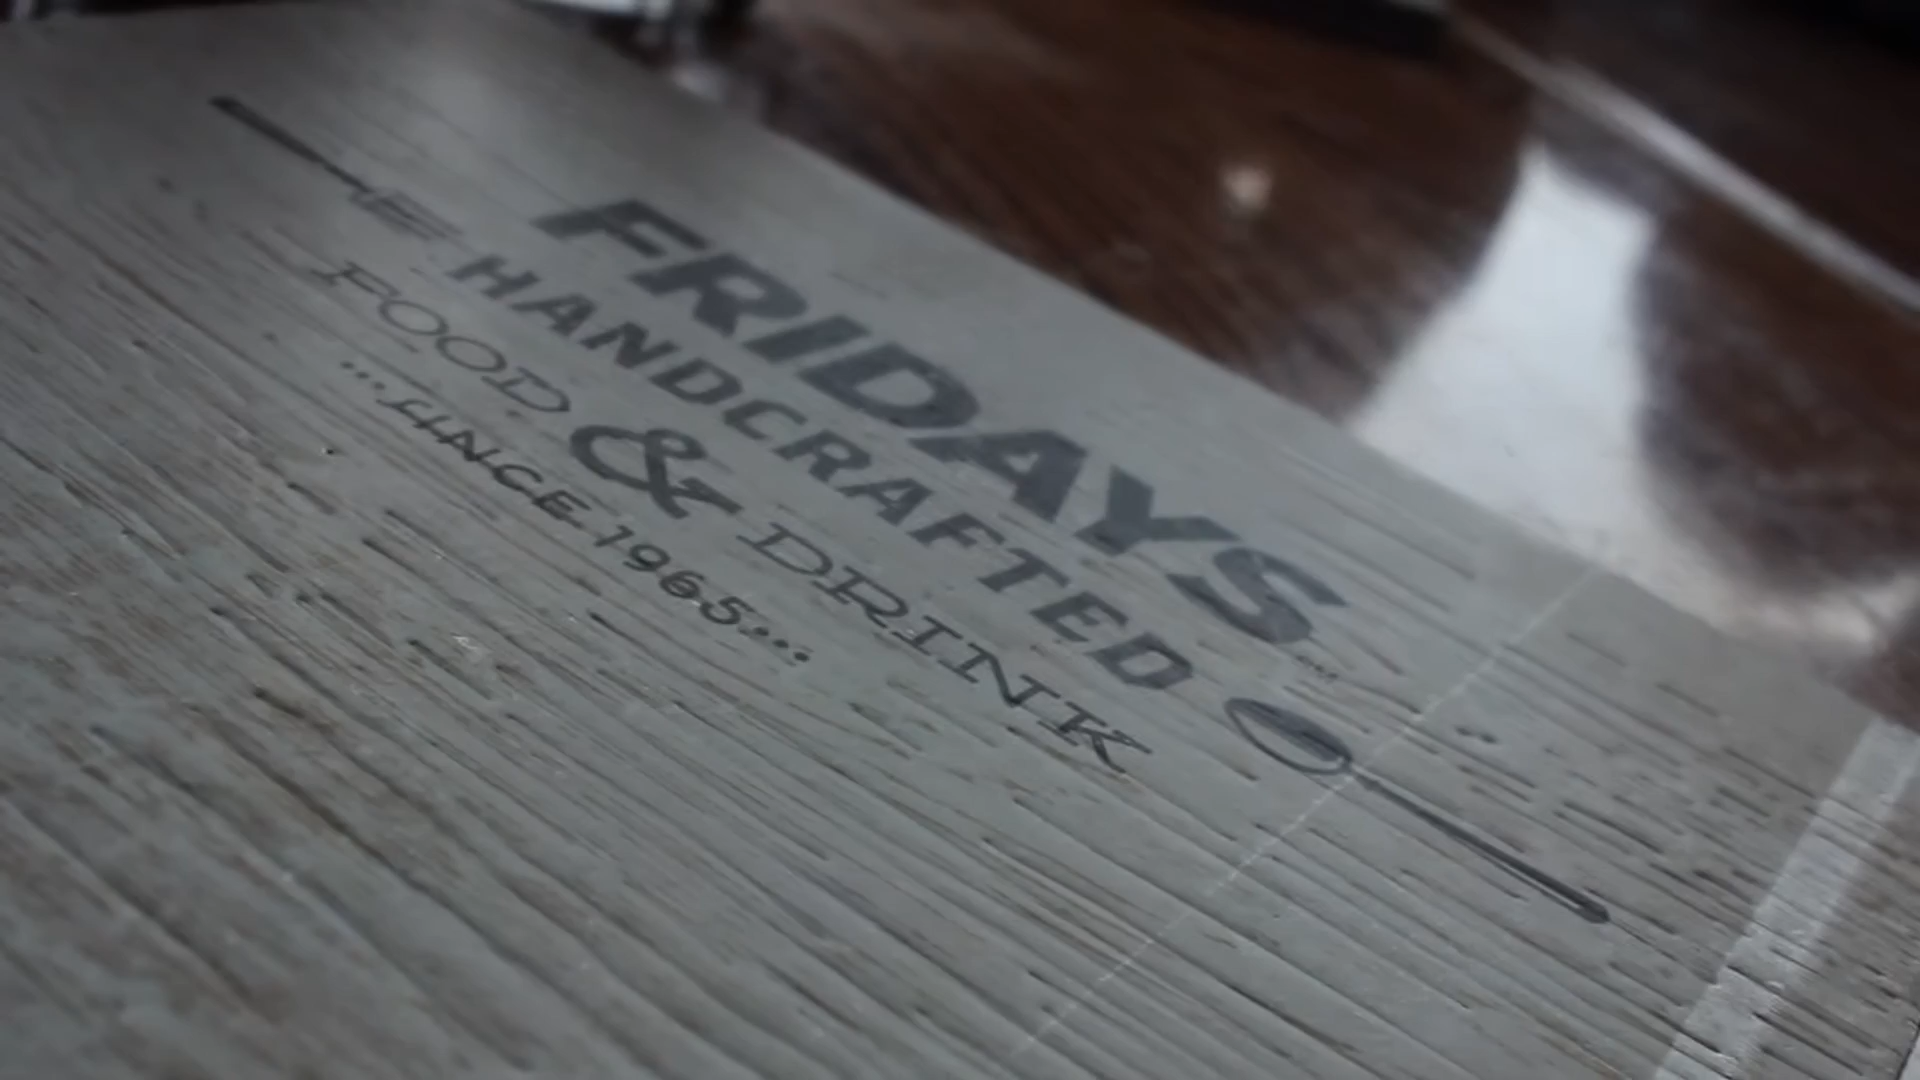 FRIDAYS
HANDCRAFTED
FOOD & DRINK
...SINCE 1965...